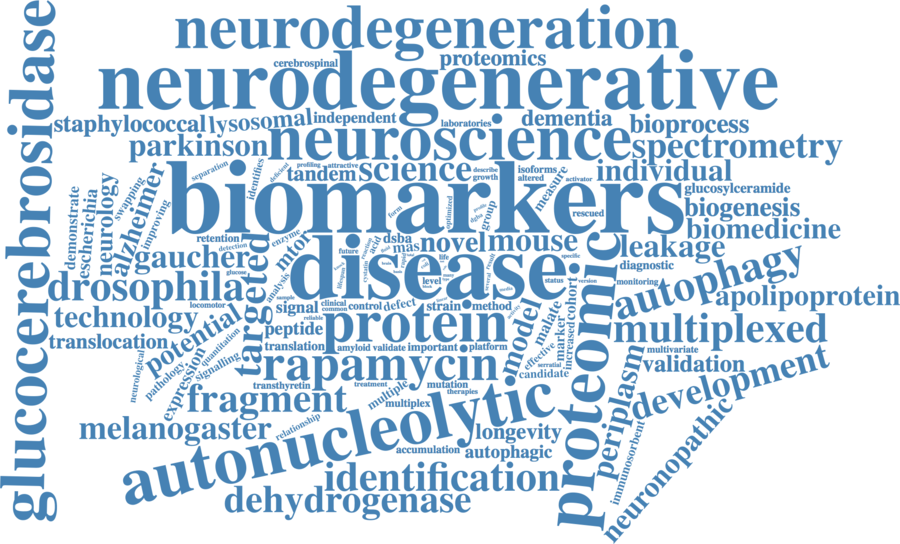 neurodegeneration
cerebrospinal
proteomics
neurodegenerative
glucocerebrosidase
staphylococcal
lysosomal
independent
laboratories
dementia
bioprocess
parkinson
neuroscience
spectrometry
separation
identifies
deficient
profiling
attractive
tandem
science
describe
growth
isoforms
altered
measure
activator
individual
demonstrate
escherichia
neurology
swapping
improving
alzheimer
biomarkers
form
optimized
group
rescued
glucosylceramide
biogenesis
biomedicine
retention
detection
enzyme
mtor
future
acid
dsba
mas
novel
mouse
leakage
gaucher
glucose
analysis
disease
life
level
several
status
specific
version
diagnostic
monitoring
drosophila
locomotor
targeted
sample
signal
clinical
common
control
defect
strain
method
model
malate
marker
increased
cohort
autophagy
apolipoprotein
technology
translocation
potential
reliable
peptide
protein
multiplexed
translation
amyloid
validate
important
platform
effective
serratial
candidate
proteomic
multivariate
validation
neurological
pathology
expression
quantitation
signalling
rapamycin
transthyretin
treatment
mutation
therapies
multiple
multiplex
fragment
periplasm
development
melanogaster
relationship
autonucleolytic
longevity
accumulation
autophagic
immunosorbent
neuronopathic
identification
dehydrogenase